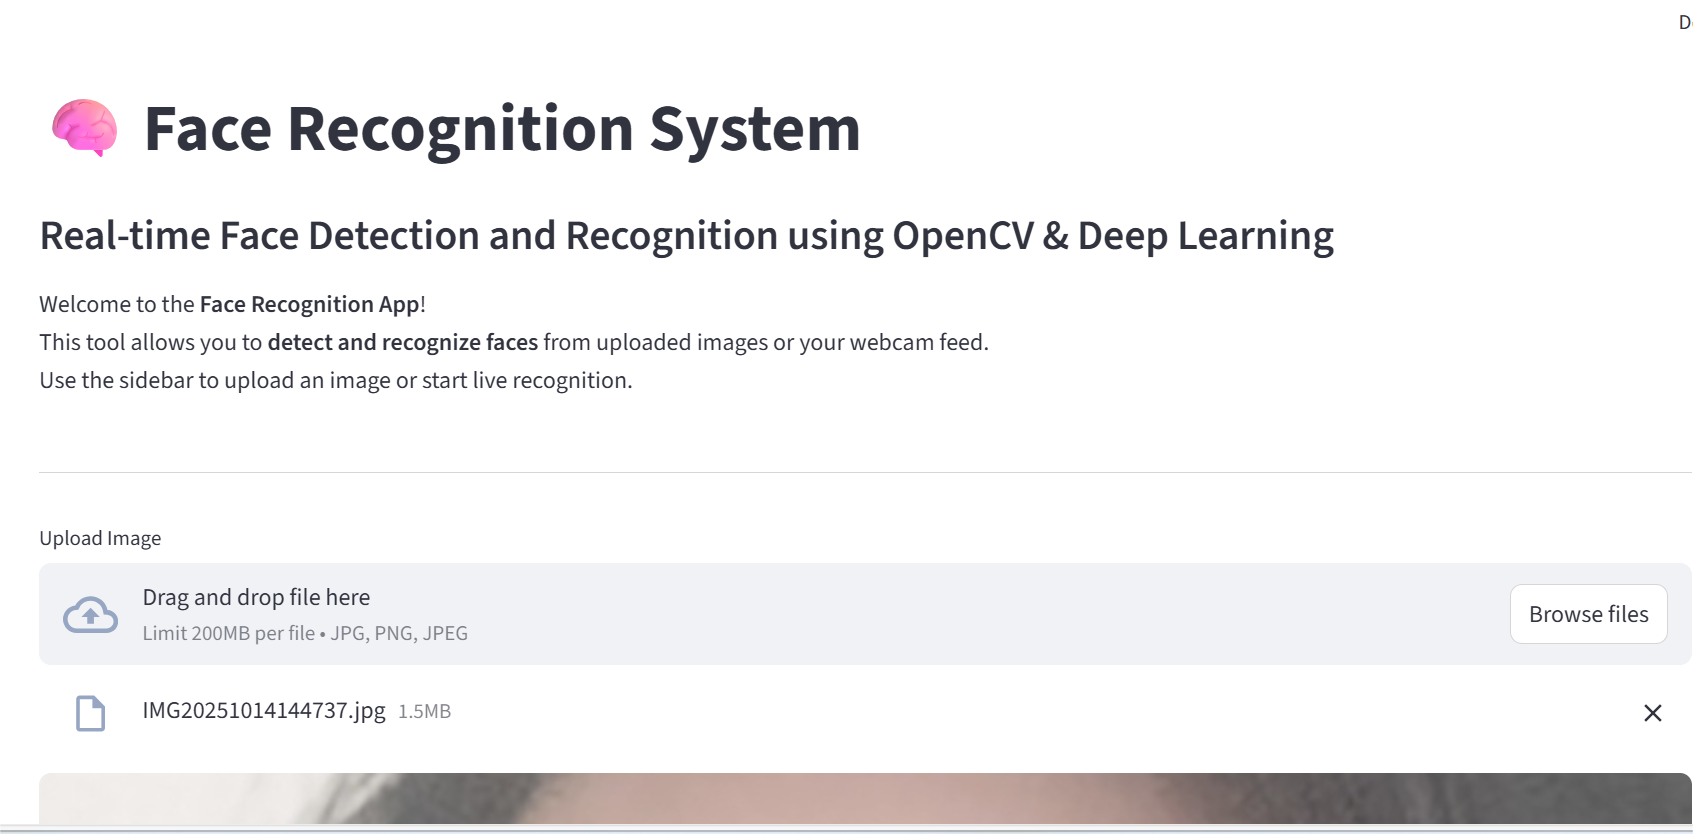 D
Face Recognition System
Real-time Face Detection and Recognition using OpenCV & Deep Learning
Welcome to the Face Recognition App!
This tool allows you to detect and recognize faces from uploaded images or your webcam feed.
Use the sidebar to upload an image or start live recognition.
Upload Image
Drag and drop file here
Limit 200MB per file • JPG, PNG, JPEG
Browse files
IMG20251014144737.jpg 1.5MB